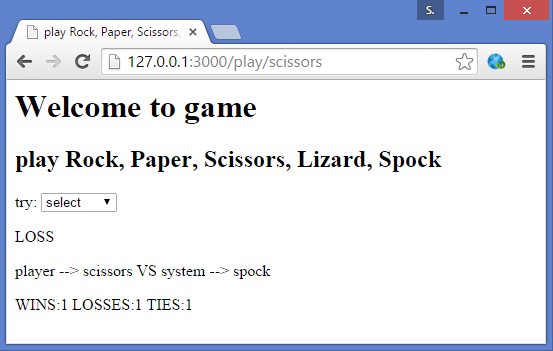 S.
play Rock, Paper, Scissors,
127.0.0.1:3000/play/scissors
Welcome to game
play Rock, Paper, Scissors, Lizard, Spock
try: select
LOSS
player --> scissors VS system --> spock
WINS:1 LOSSES:1 TIES:1